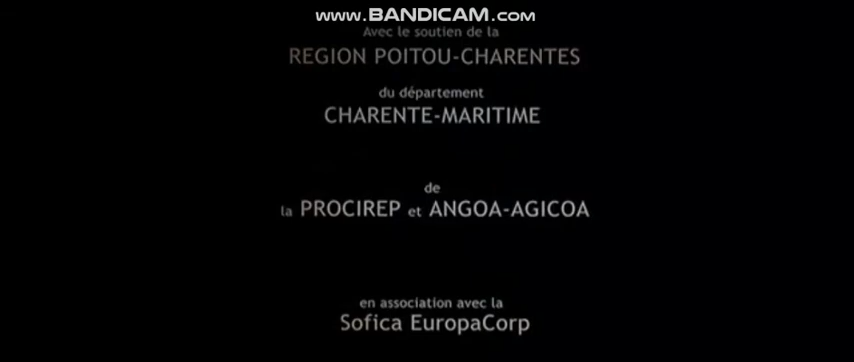 www.BANDICAM.com
Avec le soutien de la
REGION POITOU-CHARENTES
du département
CHARENTE-MARITIME
de
la PROCIREP et ANGOA-AGICOA
en association avec la
Sofica EuropaCorp